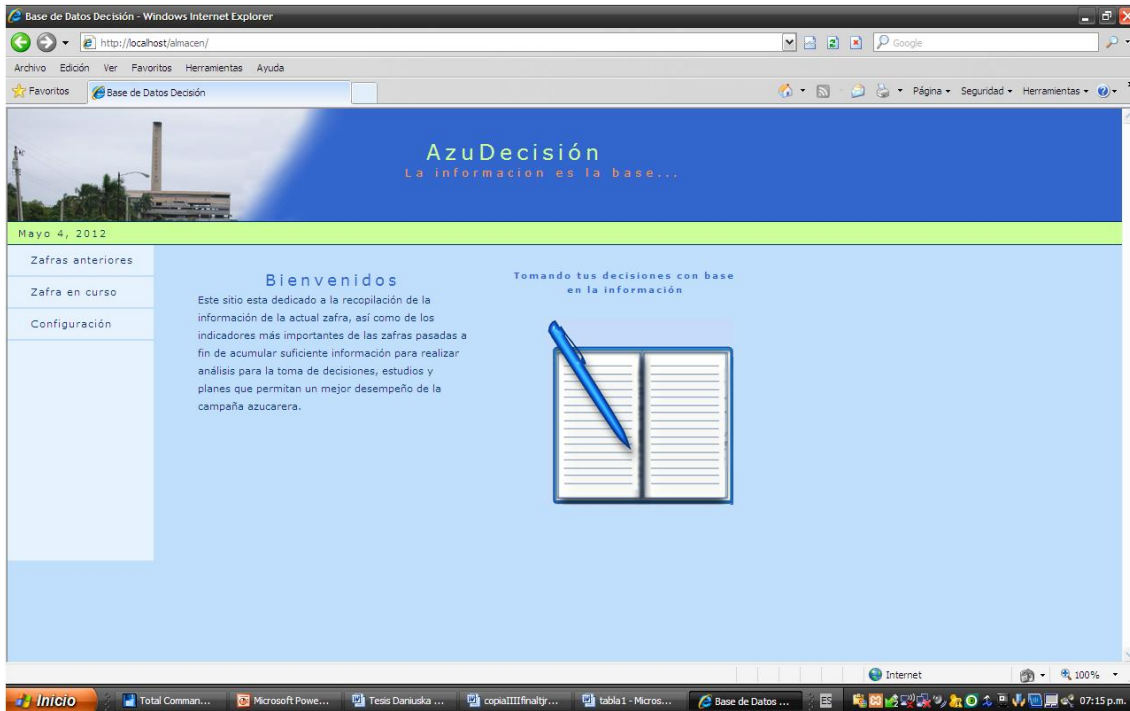 Base de Datos Decisión - Windows Internet Explorer
http://localhost/almacen/
Google
Archivo Edición Ver Favoritos Herramientas Ayuda
Favoritos
Base de Datos Decisión
Página Seguridad Herramientas
AzuDecisión
La informacion es la base...
Mayo 4, 2012
Zafras anteriores
Zafra en curso
Configuración
Bienvenidos
Este sitio esta dedicado a la recopilación de la
información de la actual zafra, así como de los
indicadores más importantes de las zafras pasadas a
fin de acumular suficiente información para realizar
análisis para la toma de decisiones, estudios y
planes que permitan un mejor desempeño de la
campaña azucarera.
Tomando tus decisiones con base
en la información
Internet
100%
Inicio
Total Comman...
Microsoft Powe...
Tesis Daniuska ...
copiaIIIIfinaltjr...
tabla1 - Micros...
Base de Datos ...
ES
07:15 p.m.